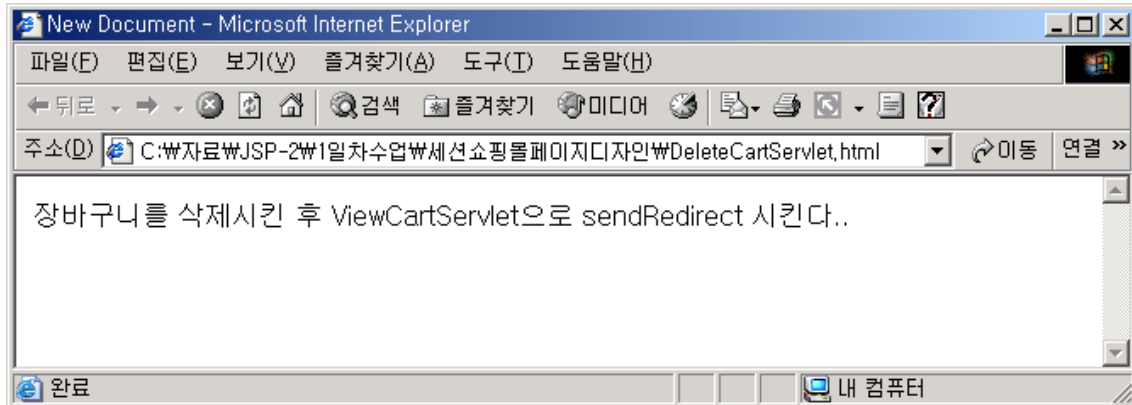 New Document - Microsoft Internet Explorer
파일(F) 편집(E) 보기(V) 즐겨찾기(A) 도구(T) 도움말(H)
뒤로 검색 즐겨찾기 미디어
주소(D) C:₩자료₩JSP-2₩1일차수업₩세션쇼핑몰페이지디자인₩DeleteCartServlet.html 이동 연결 »
장바구니를 삭제시킨 후 ViewCartServlet으로 sendRedirect 시킨다..
완료 내 컴퓨터